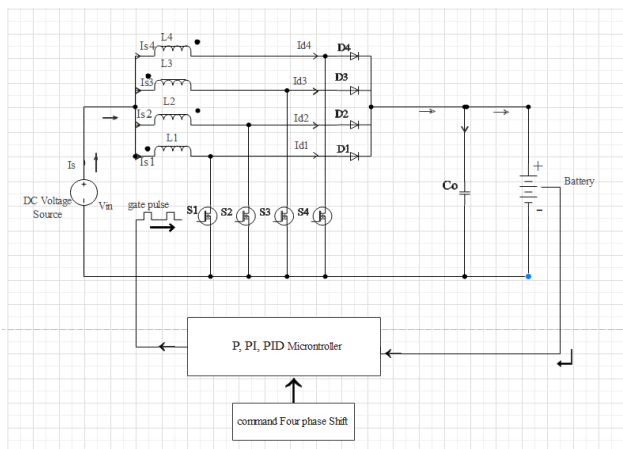 L4
Is4
Id4
D4
L3
Is3
Id3
D3
L2
Is2
Id2
D2
L1
Is1
Id1
D1
Is
DC Voltage
Source
Vin
gate pulse
S1
S2
S3
S4
Co
+
-
Battery
P, PI, PID Microntroller
command Four phase Shift